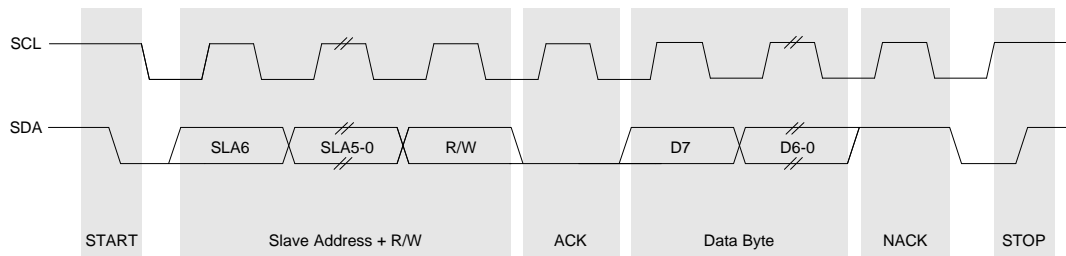 SCL
SDA
SLA6 SLA5-0 R/W D7 D6-0
START Slave Address + R/W ACK Data Byte NACK STOP